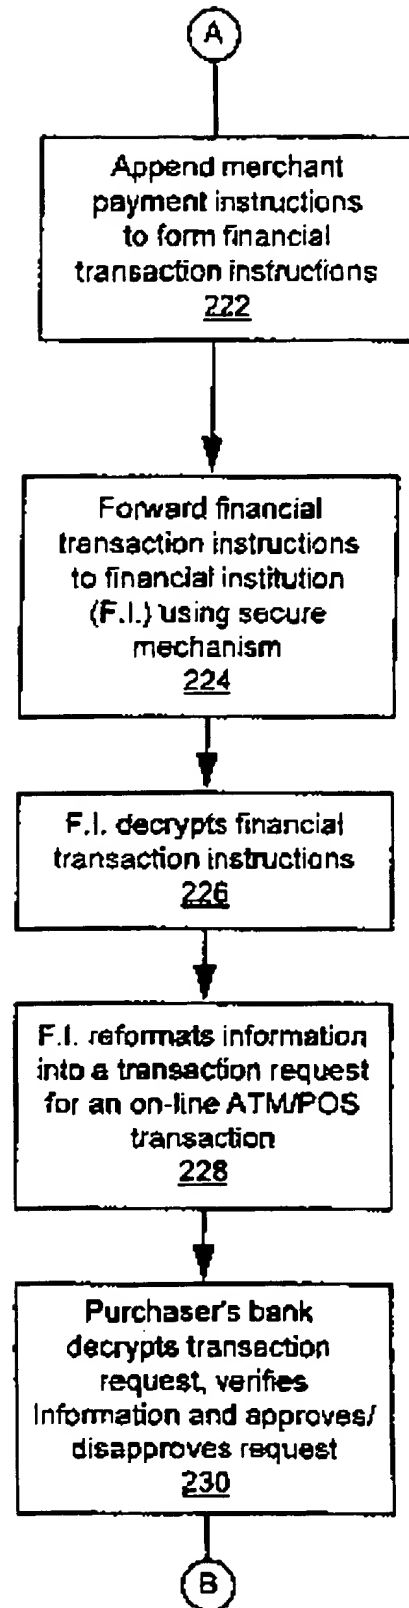 A
Append merchant
payment instructions
to form financial
transaction instructions
222
Forward financial
transaction instructions
to financial institution
(F.I.) using secure
mechanism
224
F.I. decrypts financial
transaction instructions
226
F.I. reformats information
into a transaction request
for an on-line ATM/POS
transaction
228
Purchaser's bank
decrypts transaction
request, verifies
information and approves/
disapproves request
230
B